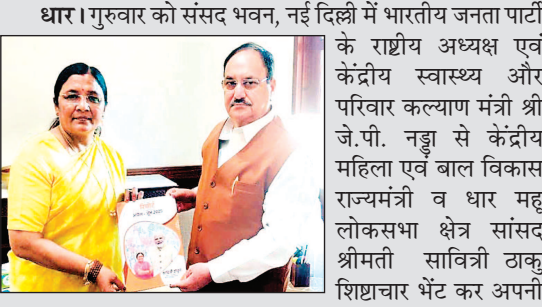 धार। गुरुवार को संसद भवन, नई दिल्ली में भारतीय जनता पार्टी
के राष्ट्रीय अध्यक्ष एवं
केंद्रीय स्वास्थ्य और
परिवार कल्याण मंत्री श्री
जे.पी. नड्डा से केंद्रीय
महिला एवं बाल विकास
राज्यमंत्री व धार महू
लोकसभा क्षेत्र सांसद
श्रीमती सावित्री ठाकु
शिष्टाचार भेंट कर अपनी